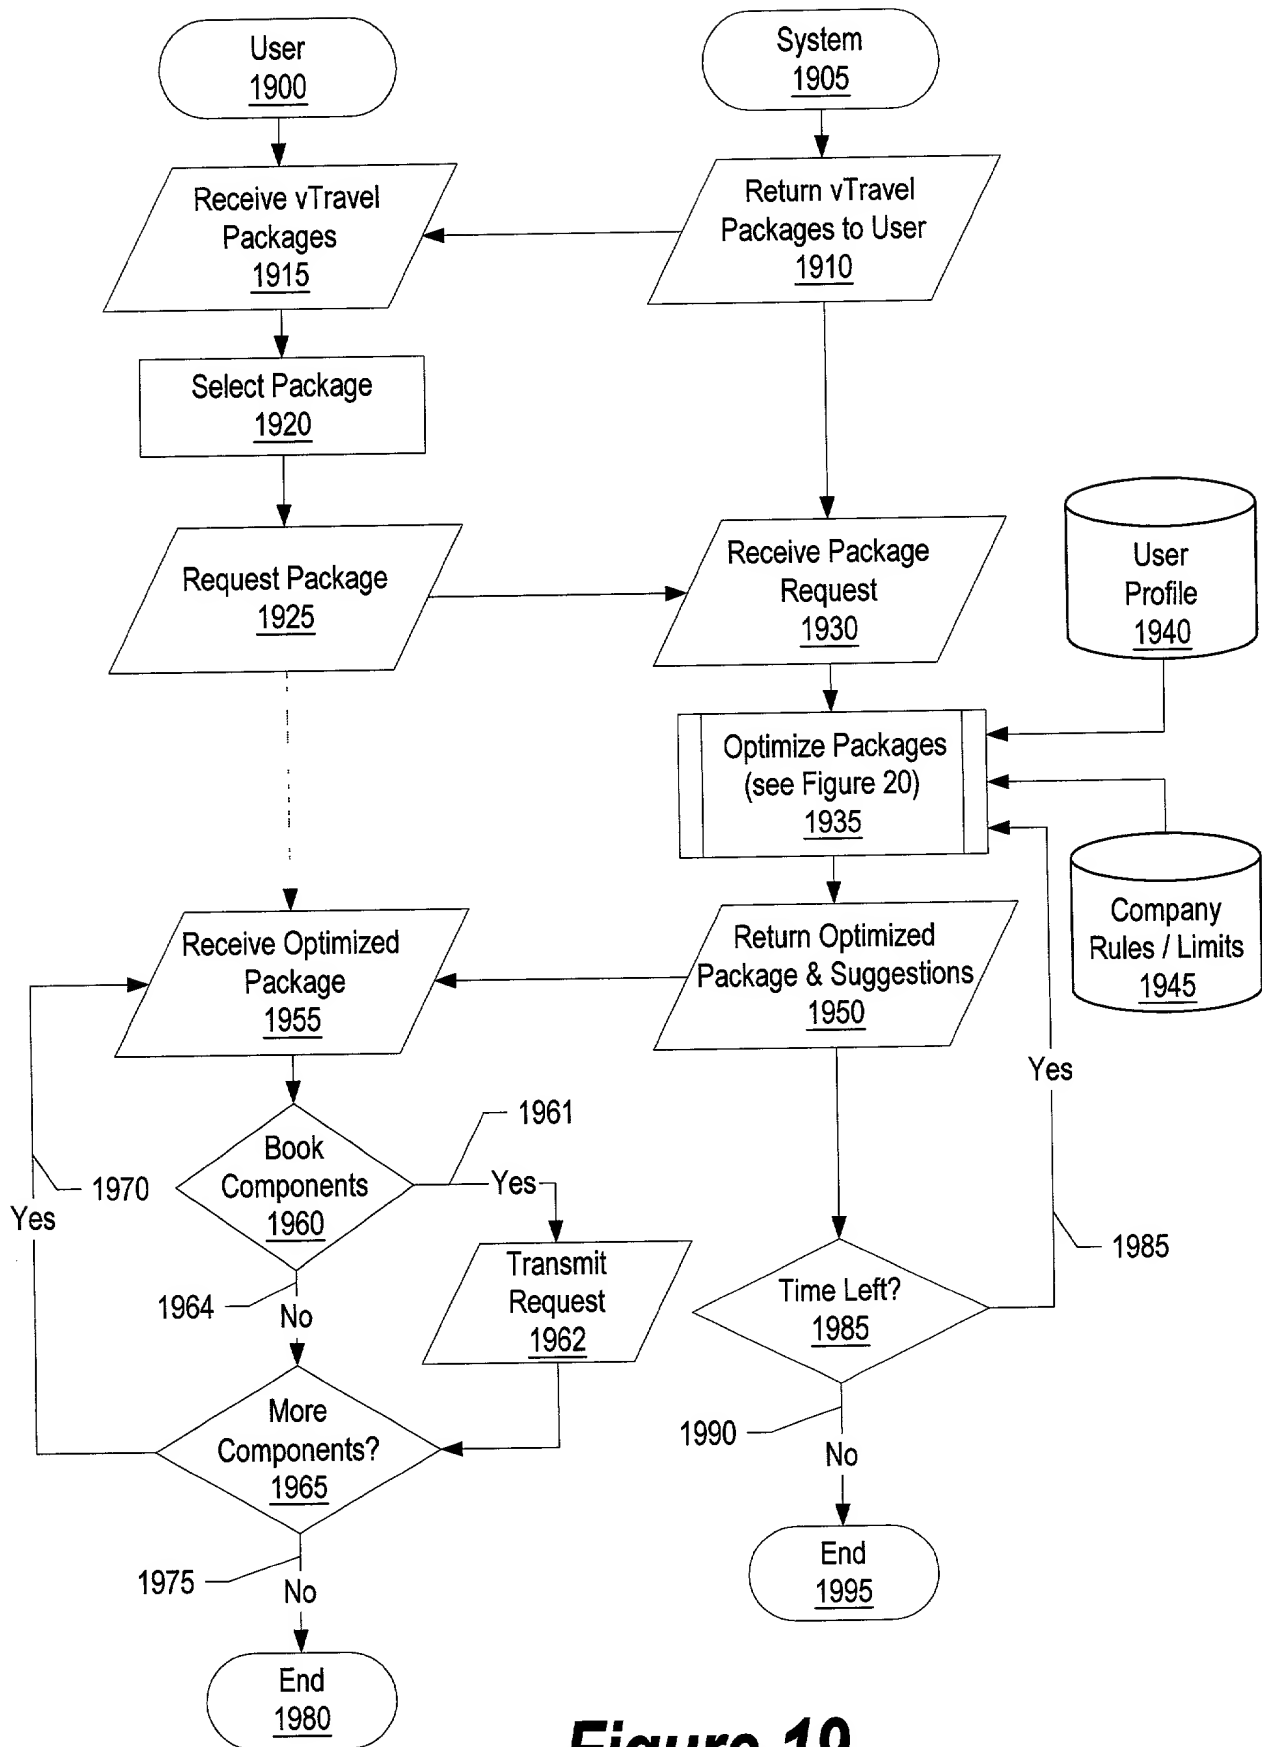 User
1900
System
1905
Receive vTravel
Packages
1915
Return vTravel
Packages to User
1910
Select Package
1920
Request Package
1925
Receive Package
Request
1930
User
Profile
1940
Optimize Packages
(see Figure 20)
1935
Company
Rules / Limits
1945
Receive Optimized
Package
1955
Return Optimized
Package & Suggestions
1950
Yes
1961
Book
Components
1960
Yes
1970
Yes
1985
Transmit
Request
1962
Time Left?
1985
1964
No
More
Components?
1965
1990
No
1975
No
End
1995
End
1980
Figure 19